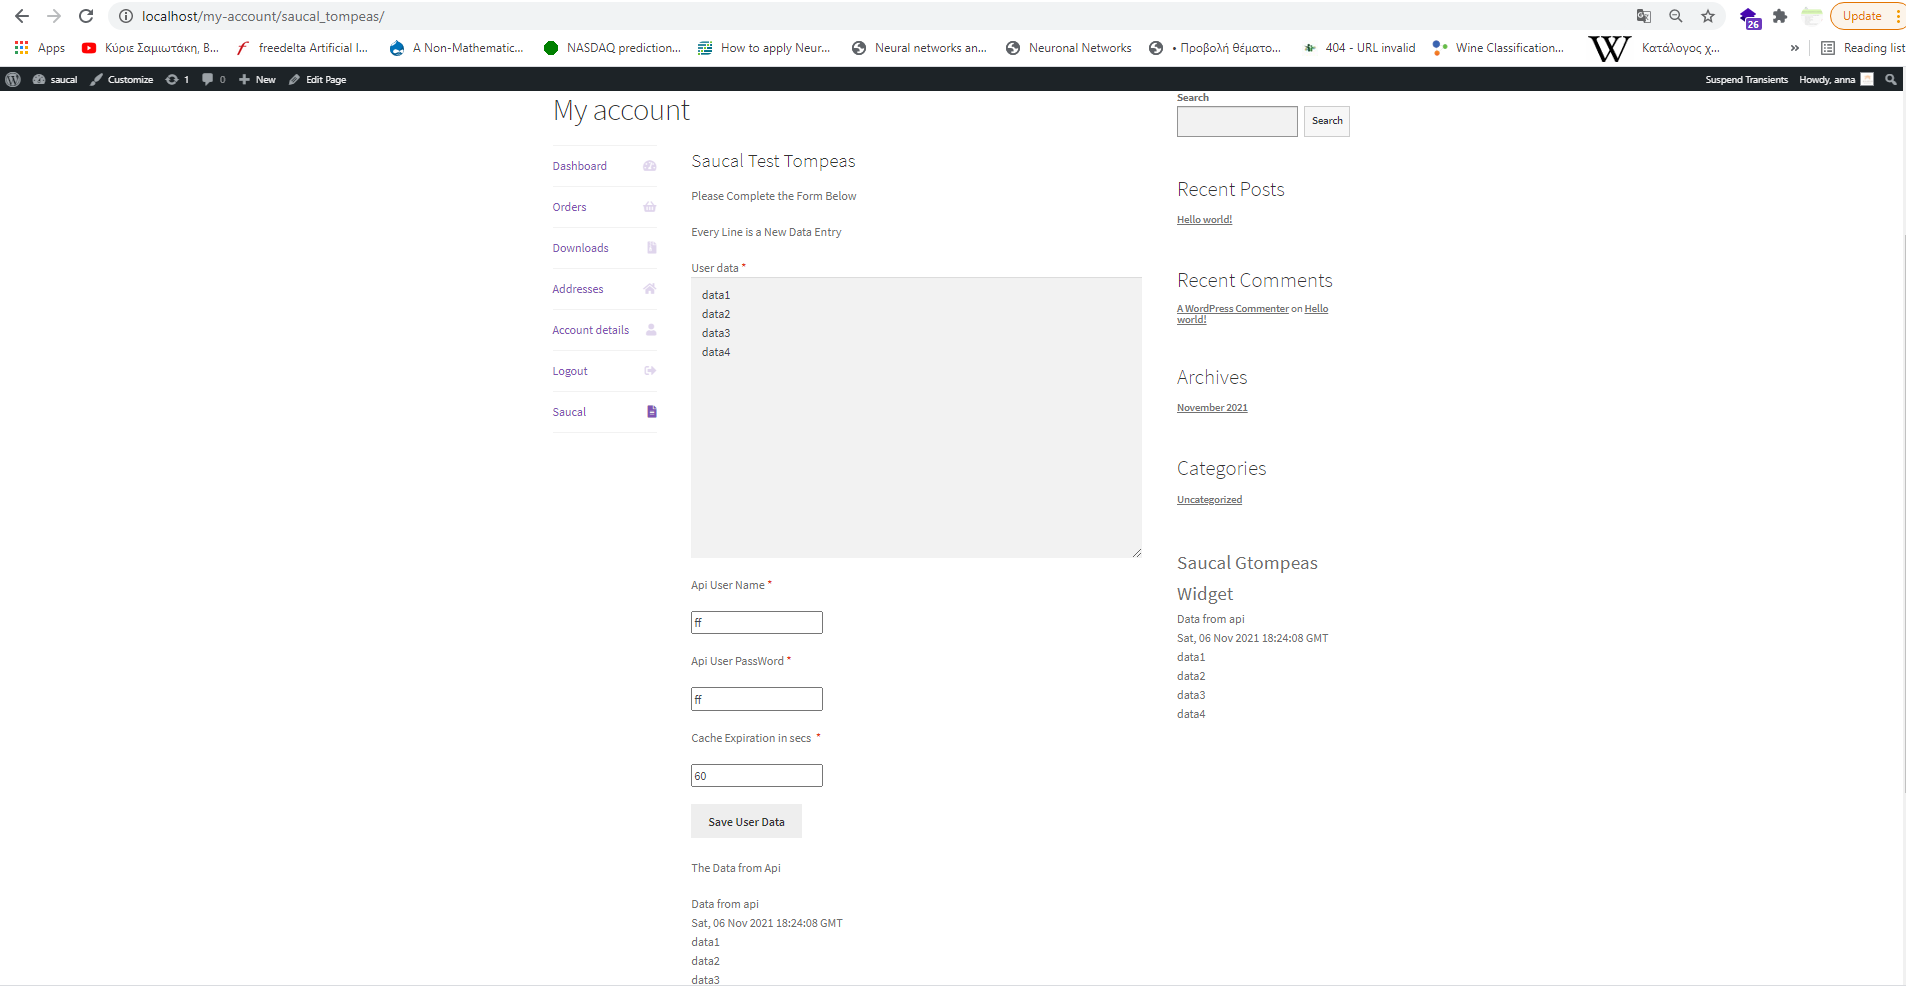 localhost/my-account/saucal_tompeas/
26
Update
Apps
Κύριε Σαμιωτάκη, Β...
freedelta Artificial I...
A Non-Mathematic...
NASDAQ prediction...
How to apply Neur...
Neural networks an...
Neuronal Networks
• Προβολή θέματο...
404 - URL invalid
Wine Classification...
W
Κατάλογος χ...
»
Reading list
saucal
Customize
1
0
New
Edit Page
Suspend Transients
Howdy, anna
My account
Dashboard
Orders
Downloads
Addresses
Account details
Logout
Saucal
Saucal Test Tompeas
Please Complete the Form Below
Every Line is a New Data Entry
User data *
data1
data2
data3
data4
Api User Name *
ff
Api User PassWord *
ff
Cache Expiration in secs *
60
Save User Data
The Data from Api
Data from api
Sat, 06 Nov 2021 18:24:08 GMT
data1
data2
data3
Search
Search
Recent Posts
Hello world!
Recent Comments
A WordPress Commenter on Hello
world!
Archives
November 2021
Categories
Uncategorized
Saucal Gtompeas
Widget
Data from api
Sat, 06 Nov 2021 18:24:08 GMT
data1
data2
data3
data4